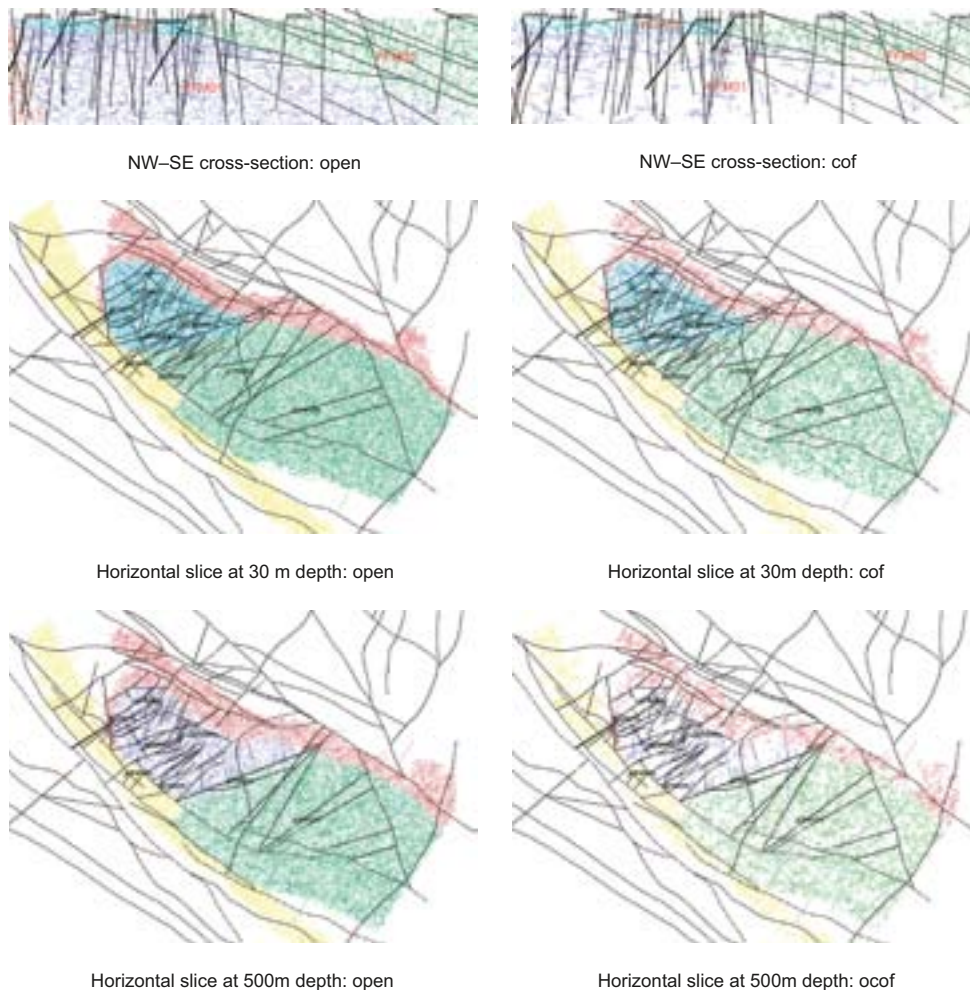 NW–SE cross-section: open
NW–SE cross-section: cof
Horizontal slice at 30 m depth: open
Horizontal slice at 30m depth: cof
Horizontal slice at 500m depth: open
Horizontal slice at 500m depth: ocof